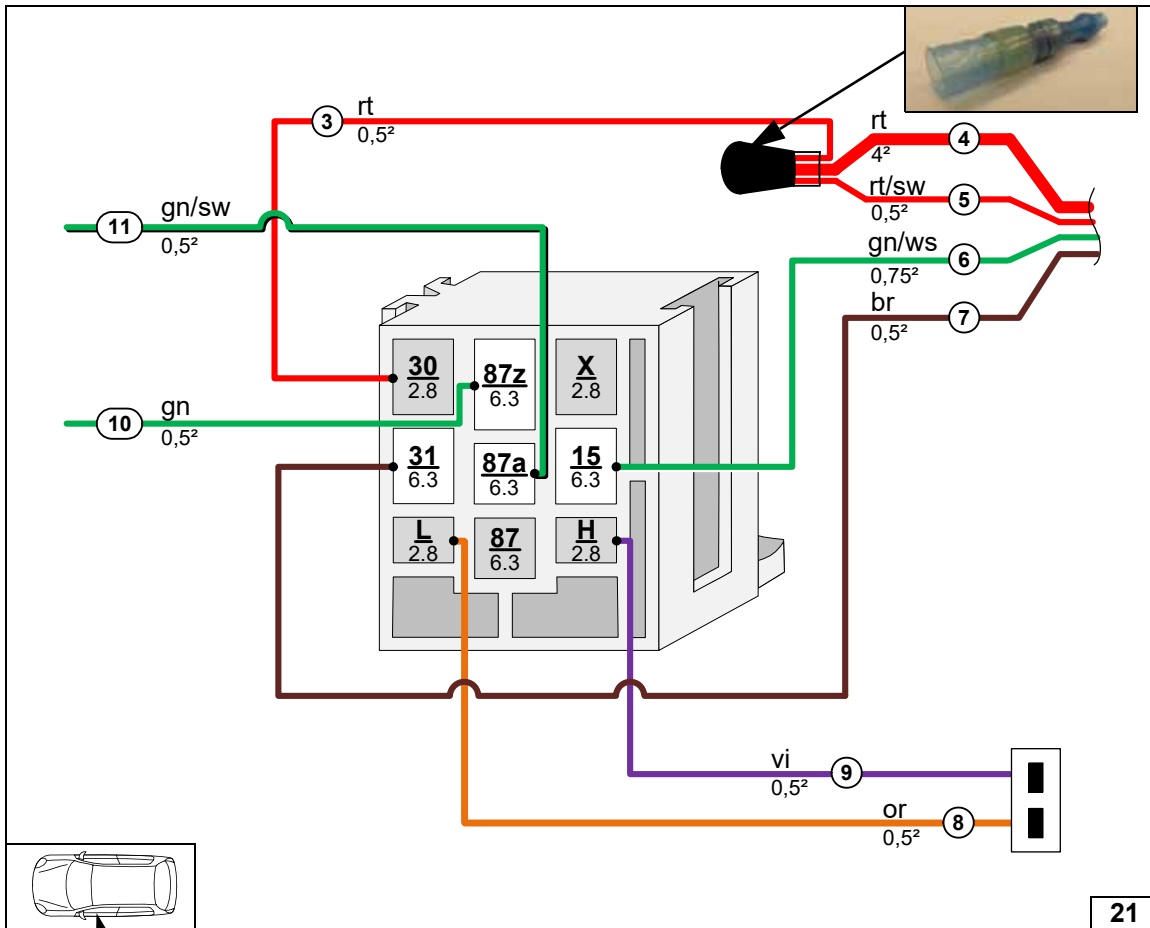 3 rt
0,5²
rt 4
4²
11 gn/sw
0,5²
rt/sw 5
0,5²
gn/ws 6
0,75²
br 7
0,5²
30
2.8
87z
6.3
X
2.8
10 gn
0,5²
31
6.3
87a
6.3
15
6.3
L
2.8
87
6.3
H
2.8
vi 9
0,5²
or 8
0,5²
21